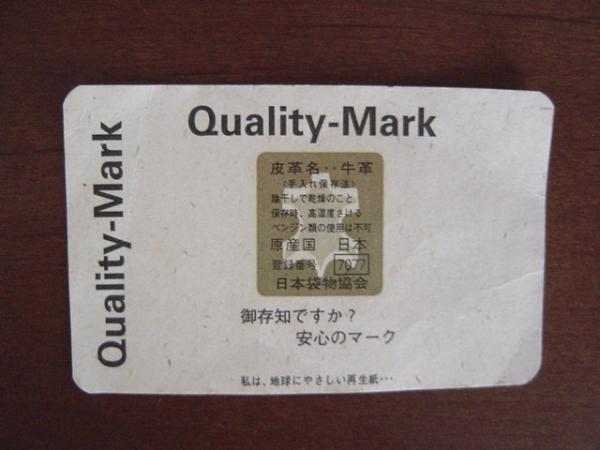 Quality-Mark
Quality-Mark
皮革名・・牛革
(手入れ保存法)
陰干しで乾燥のこと
保存時、高湿度さける
ベンジン類の使用は不可
原産国 日本
登録番号 7077
日本袋物協会
御存知ですか?
安心のマーク
私は、地球にやさしい再生紙・・・